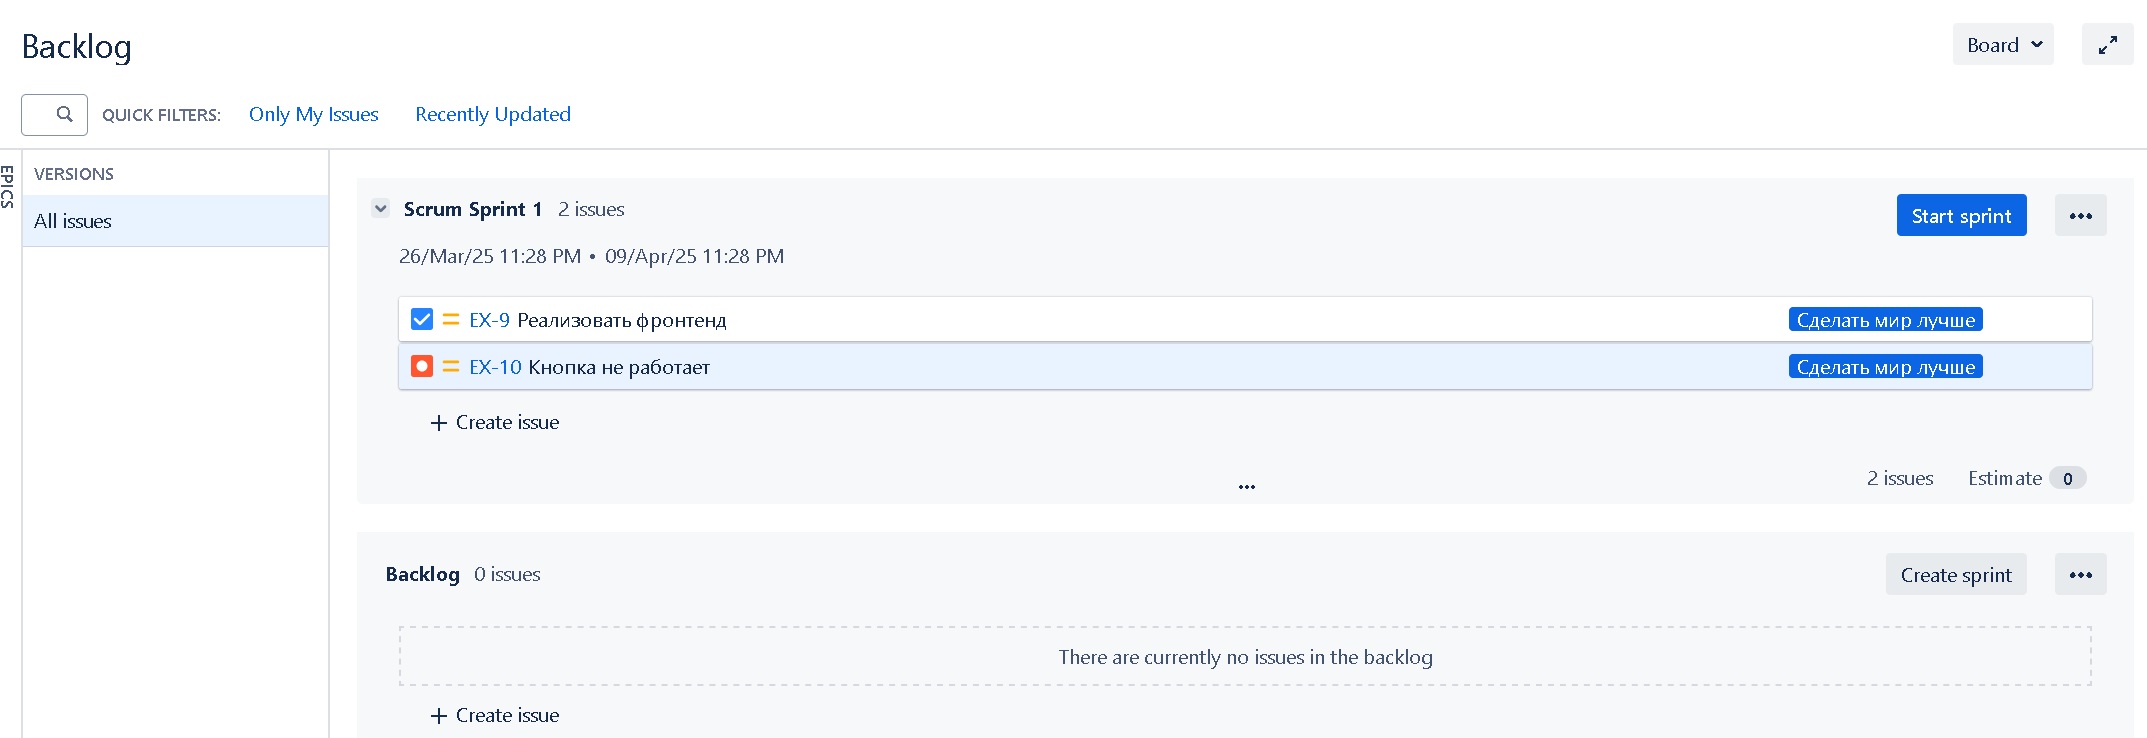 Backlog
Board
QUICK FILTERS: Only My Issues Recently Updated
EPICS
VERSIONS
All issues
Scrum Sprint 1 2 issues
Start sprint
26/Mar/25 11:28 PM • 09/Apr/25 11:28 PM
EX-9 Реализовать фронтенд Сделать мир лучше
EX-10 Кнопка не работает Сделать мир лучше
+ Create issue
2 issues Estimate 0
Backlog 0 issues
Create sprint
There are currently no issues in the backlog
+ Create issue